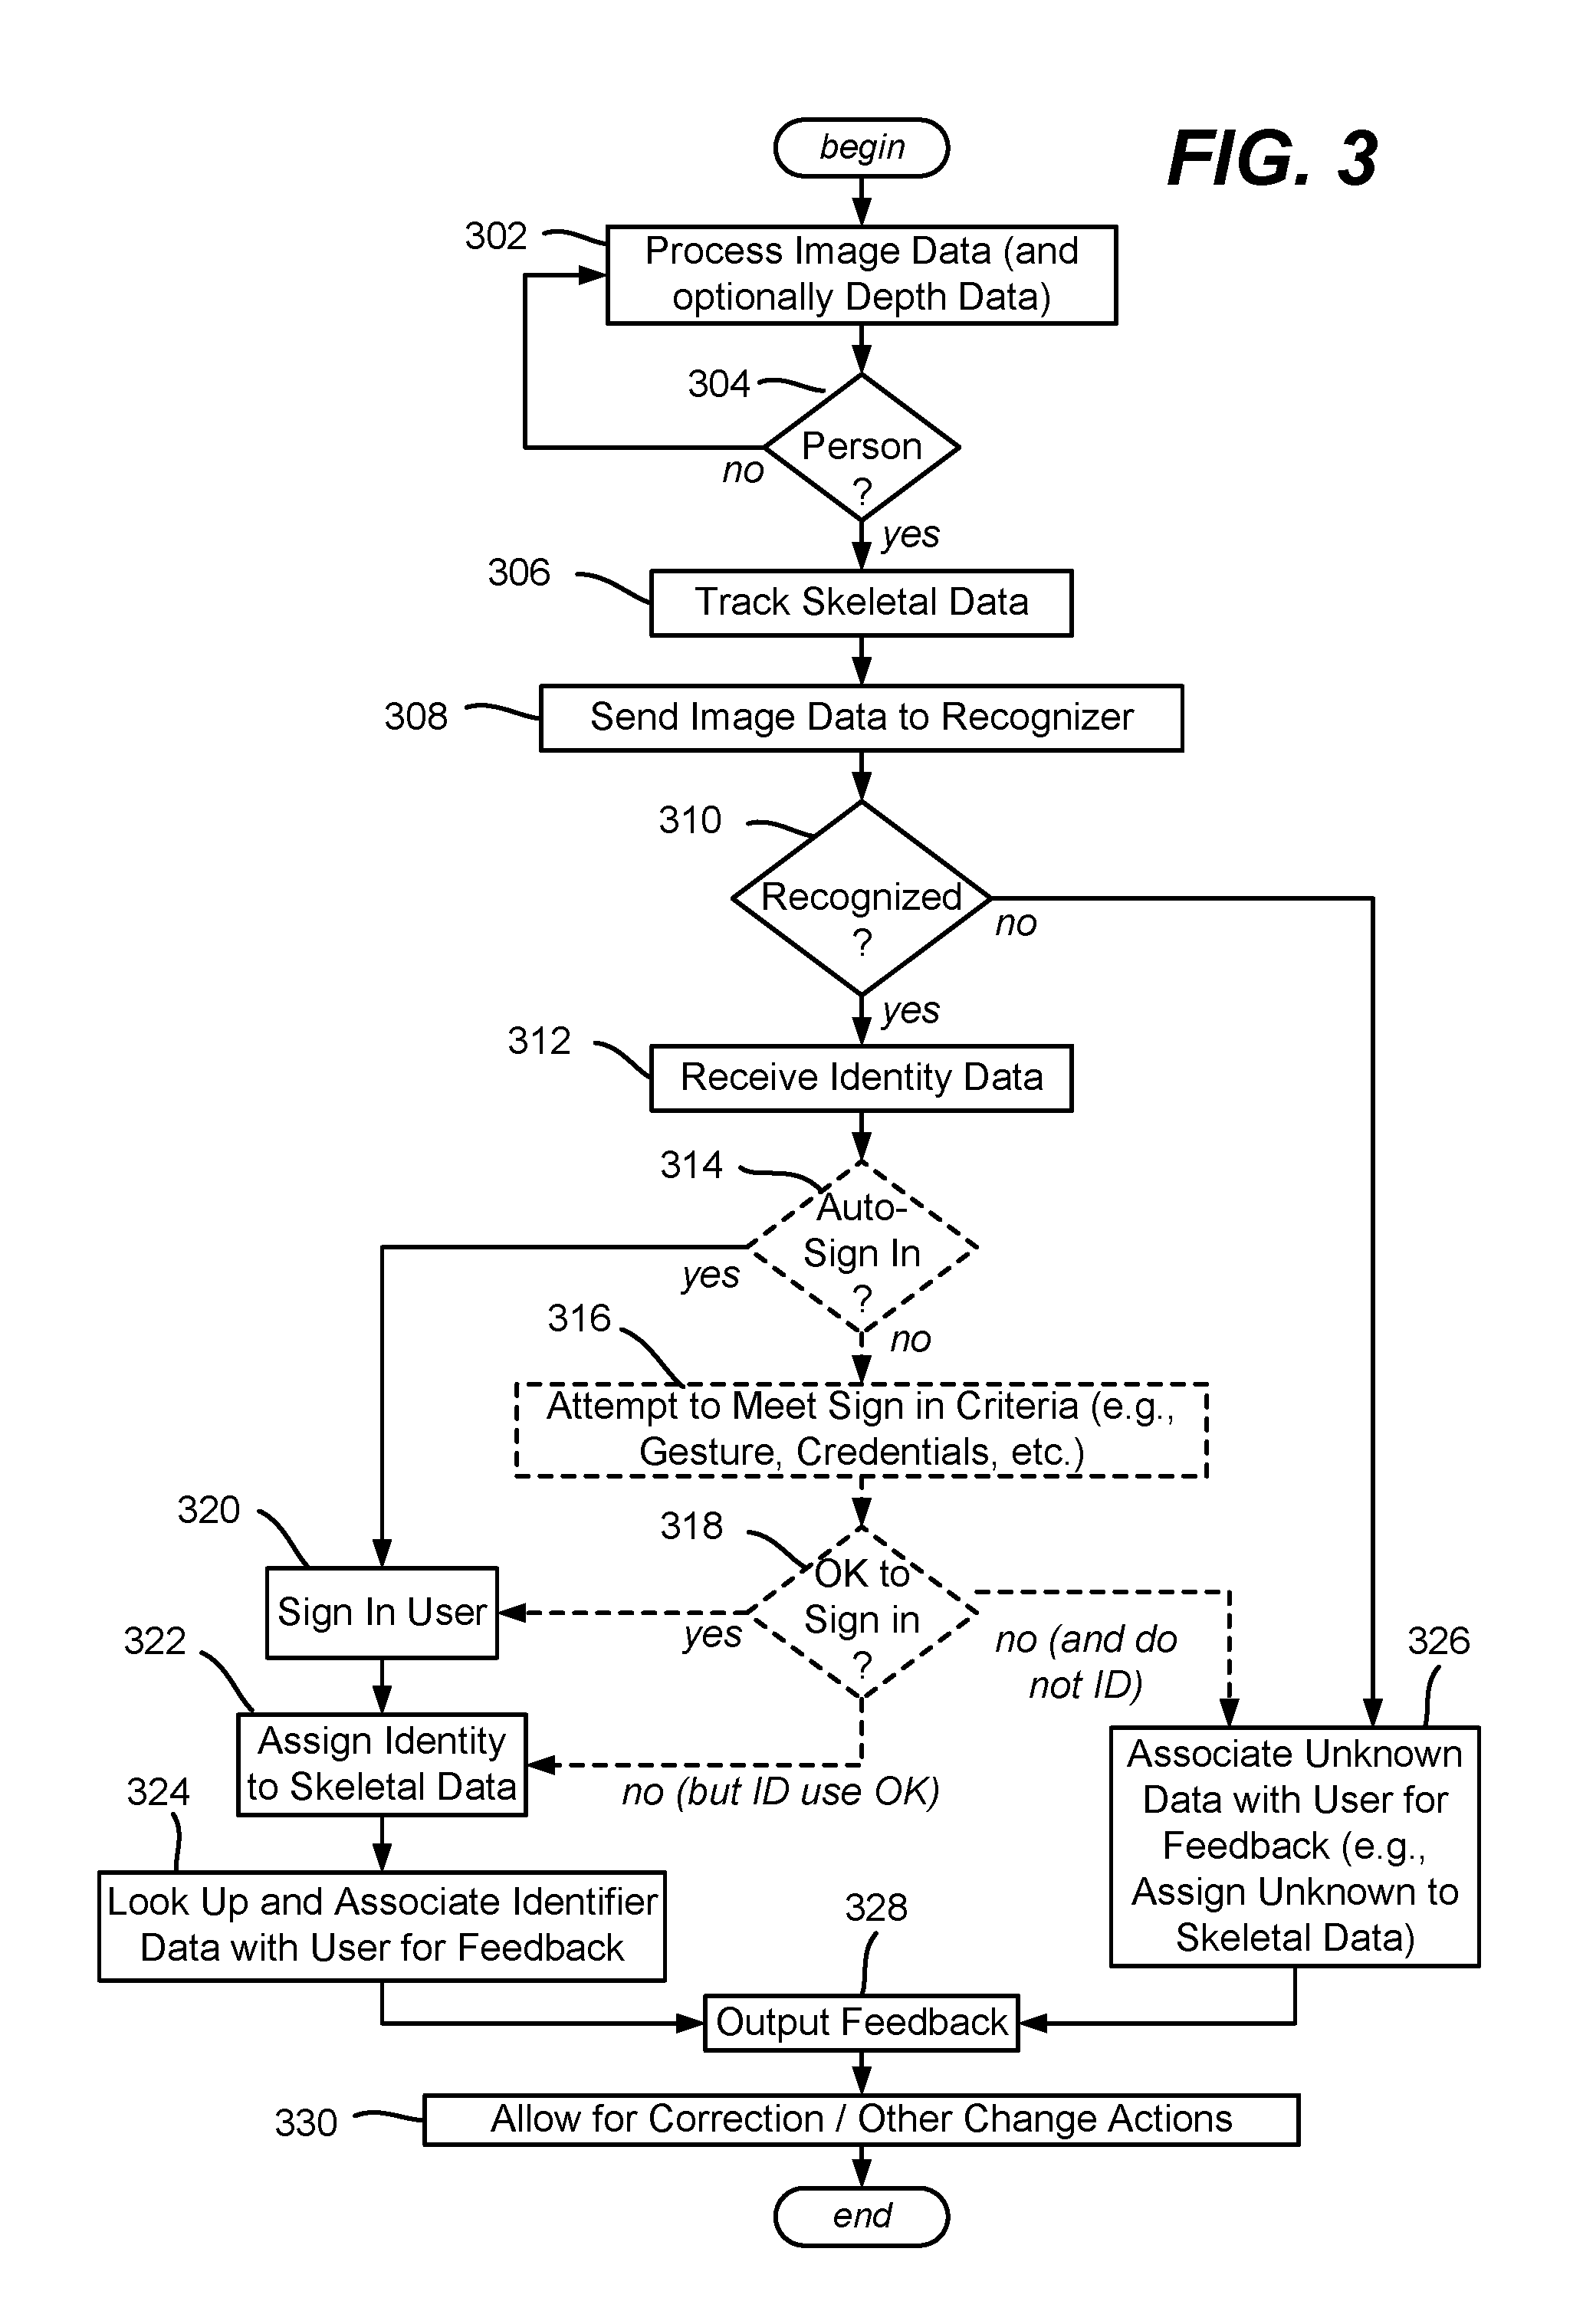 begin
FIG. 3
302
Process Image Data (and
optionally Depth Data)
304
Person
?
no
yes
306
Track Skeletal Data
308
Send Image Data to Recognizer
310
Recognized
?
no
yes
312
Receive Identity Data
314
Auto-
Sign In
?
yes
no
316
Attempt to Meet Sign in Criteria (e.g.,
Gesture, Credentials, etc.)
318
OK to
Sign in
?
yes
no (and do
not ID)
no (but ID use OK)
320
Sign In User
322
Assign Identity
to Skeletal Data
324
Look Up and Associate Identifier
Data with User for Feedback
326
Associate Unknown
Data with User for
Feedback (e.g.,
Assign Unknown to
Skeletal Data)
328
Output Feedback
330
Allow for Correction / Other Change Actions
end